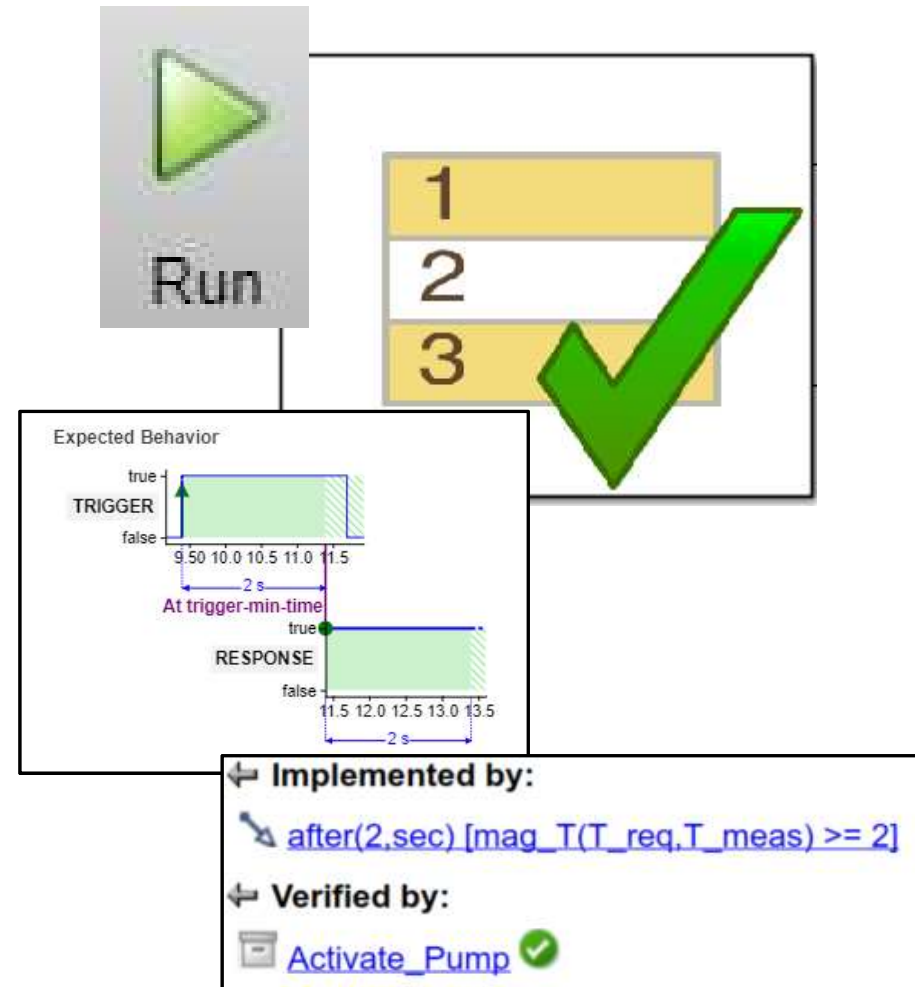 Run
1
2
3
Expected Behavior
true
TRIGGER
false
9.50 10.0 10.5 11.0 11.5
2 s
At trigger-min-time
true
RESPONSE
false
11.5 12.0 12.5 13.0 13.5
2 s
Implemented by:
after(2,sec) [mag_T(T_req,T_meas) >= 2]
Verified by:
Activate_Pump